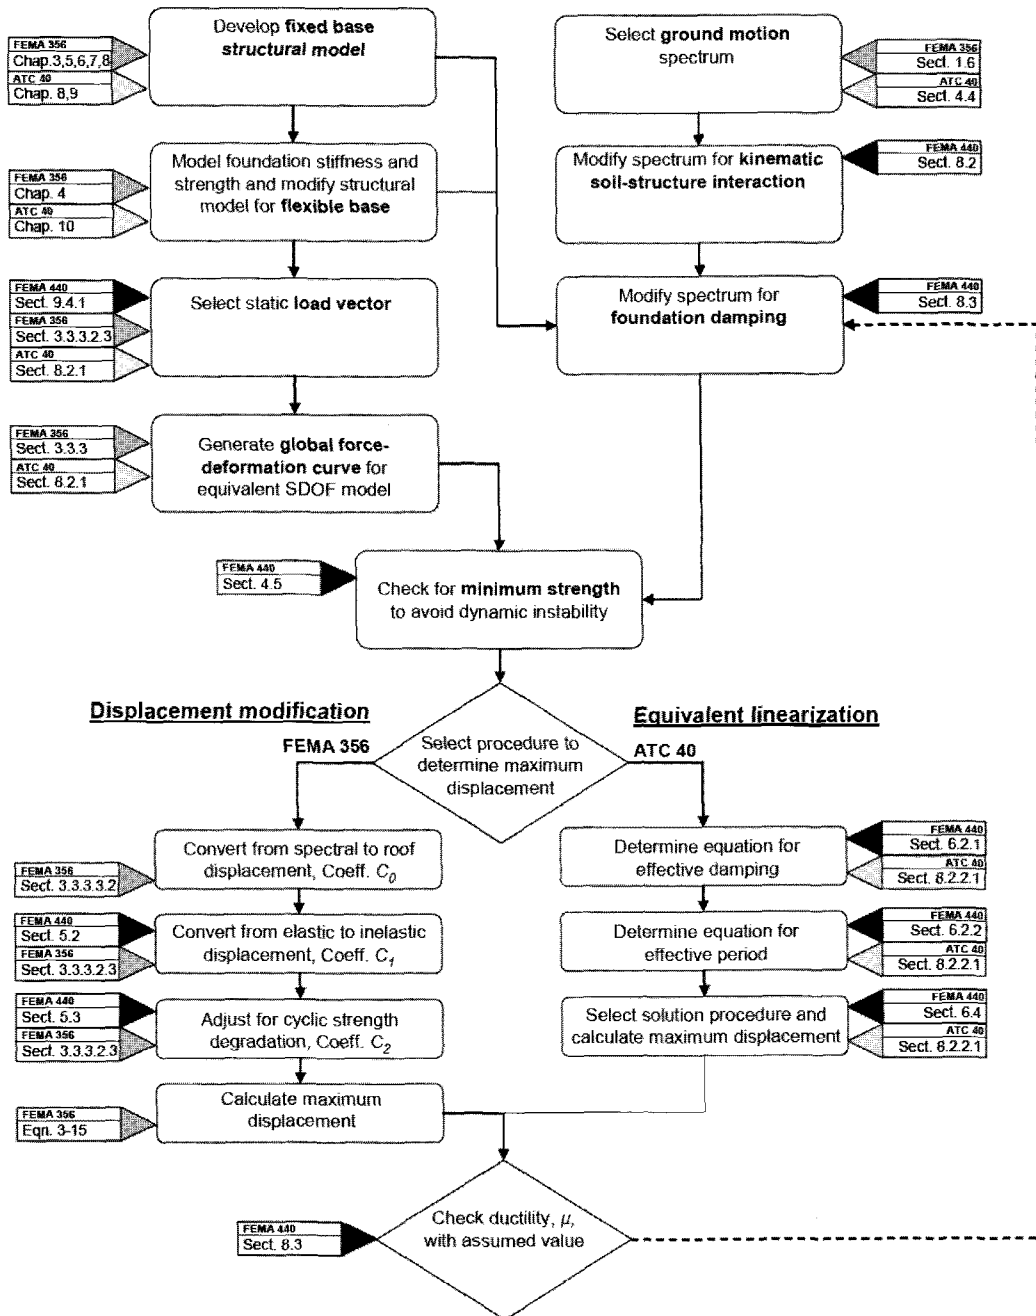 Develop fixed base
structural model
FEMA 356
Chap.3,5,6,7,8
ATC 40
Chap. 8,9
Select ground motion
spectrum
FEMA 356
Sect. 1.6
ATC 40
Sect. 4.4
Model foundation stiffness and
strength and modify structural
model for flexible base
FEMA 356
Chap. 4
ATC 40
Chap. 10
Modify spectrum for kinematic
soil-structure interaction
FEMA 440
Sect. 8.2
FEMA 440
Sect. 9.4.1
FEMA 356
Sect. 3.3.3.2.3
ATC 40
Sect. 8.2.1
Select static load vector
Modify spectrum for
foundation damping
FEMA 440
Sect. 8.3
FEMA 356
Sect. 3.3.3
ATC 40
Sect. 8.2.1
Generate global force-
deformation curve for
equivalent SDOF model
FEMA 440
Sect. 4.5
Check for minimum strength
to avoid dynamic instability
Displacement modification
Equivalent linearization
FEMA 356
Select procedure to
determine maximum
displacement
ATC 40
Convert from spectral to roof
displacement, Coeff. C0
FEMA 356
Sect. 3.3.3.3.2
Determine equation for
effective damping
FEMA 440
Sect. 6.2.1
ATC 40
Sect. 8.2.2.1
FEMA 440
Sect. 5.2
FEMA 356
Sect. 3.3.3.2.3
Convert from elastic to inelastic
displacement, Coeff. C1
Determine equation for
effective period
FEMA 440
Sect. 6.2.2
ATC 40
Sect. 8.2.2.1
FEMA 440
Sect. 5.3
FEMA 356
Sect. 3.3.3.2.3
Adjust for cyclic strength
degradation, Coeff. C2
Select solution procedure and
calculate maximum displacement
FEMA 440
Sect. 6.4
ATC 40
Sect. 8.2.2.1
FEMA 356
Eqn. 3-15
Calculate maximum
displacement
FEMA 440
Sect. 8.3
Check ductility, μ,
with assumed value